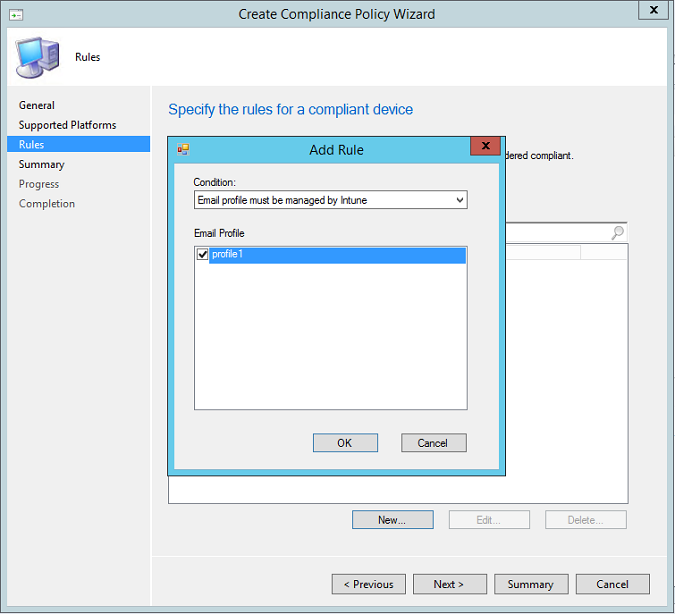 Create Compliance Policy Wizard
x
Rules
General
Supported Platforms
Rules
Summary
Progress
Completion
Specify the rules for a compliant device
dered compliant.
Add Rule
x
Condition:
Email profile must be managed by Intune
Email Profile
profile1
OK
Cancel
New...
Edit...
Delete...
< Previous
Next >
Summary
Cancel